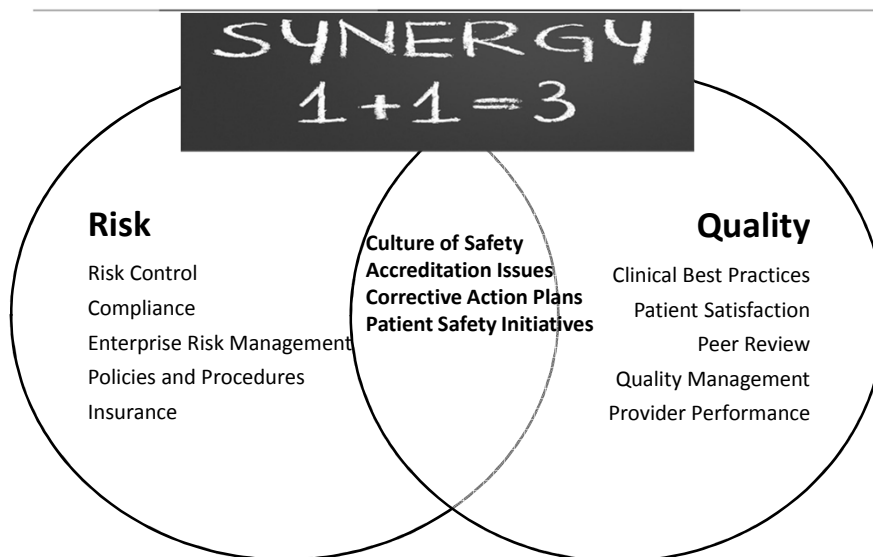 SYNERGY
1+1=3
Risk
Risk Control
Compliance
Enterprise Risk Management
Policies and Procedures
Insurance
Culture of Safety
Accreditation Issues
Corrective Action Plans
Patient Safety Initiatives
Quality
Clinical Best Practices
Patient Satisfaction
Peer Review
Quality Management
Provider Performance